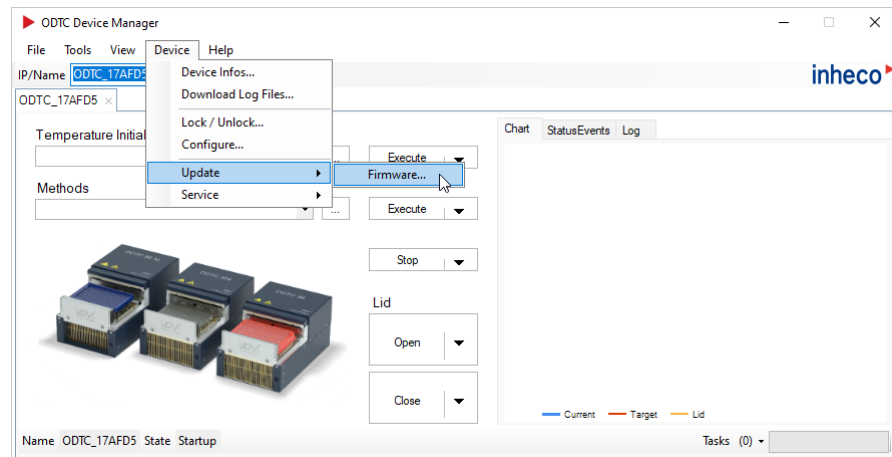 ODTC Device Manager
File Tools View Device Help
IP/Name ODTC_17AFD5
inheco
ODTC_17AFD5
Device Infos...
Download Log Files...
Lock / Unlock...
Configure...
Update
Firmware...
Service
Temperature Initial
... Execute
Methods
... Execute
Stop
Lid
Open
Close
Chart StatusEvents Log
Current Target Lid
Name ODTC_17AFD5 State Startup
Tasks (0)